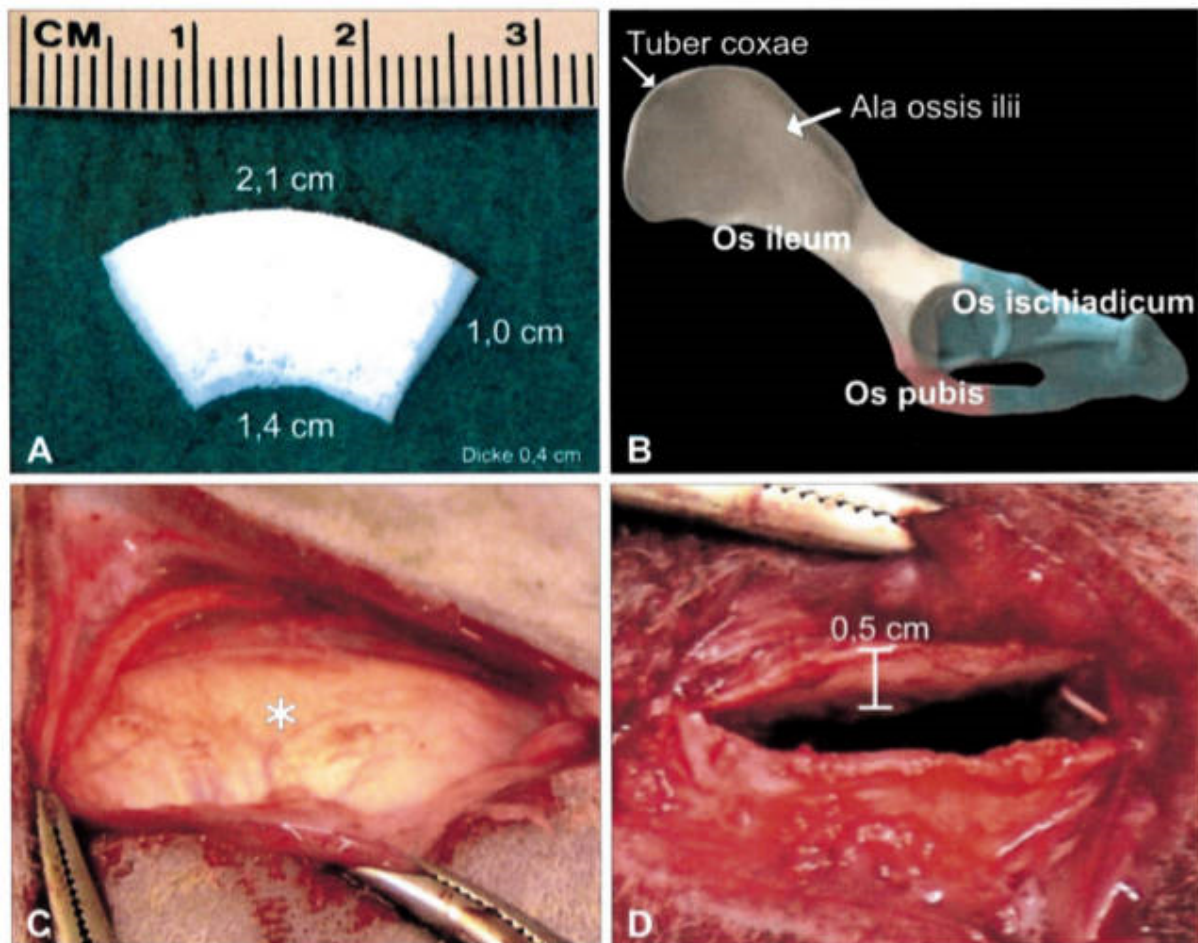 CM 1 2 3
2,1 cm
1,0 cm
1,4 cm
A
Dicke 0,4 cm
Tuber coxae
Ala ossis ilii
Os ileum
Os ischiadicum
Os pubis
B
*
C
0,5 cm
D